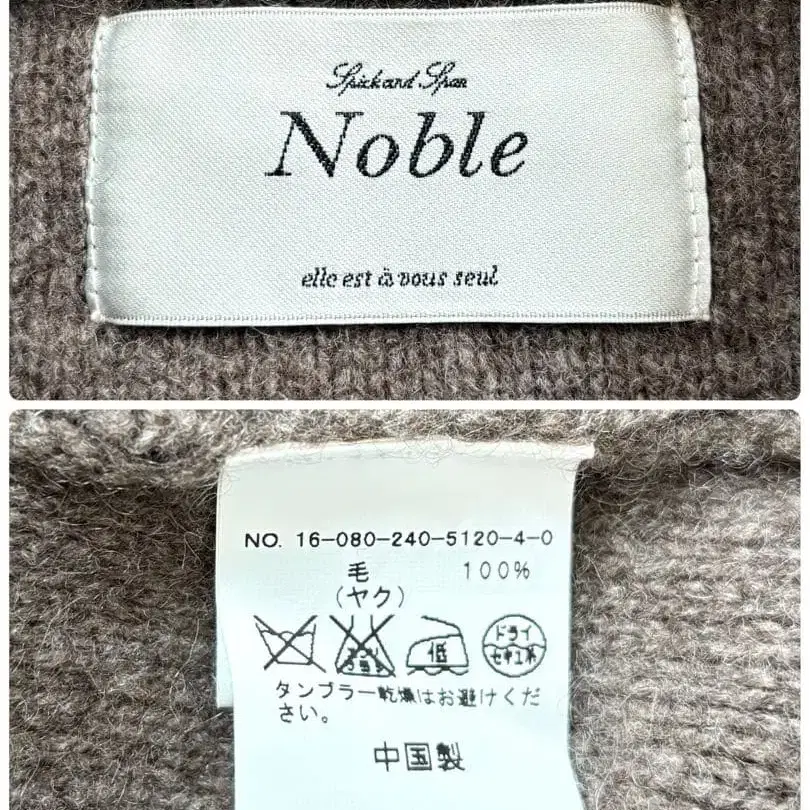 Spick and Span
Noble
elle est à vous seul
NO. 16-080-240-5120-4-0
毛 100%
(ヤク)
低
ドライ
セキユ系
タンブラー乾燥はお避けくだ
さい。
中国製